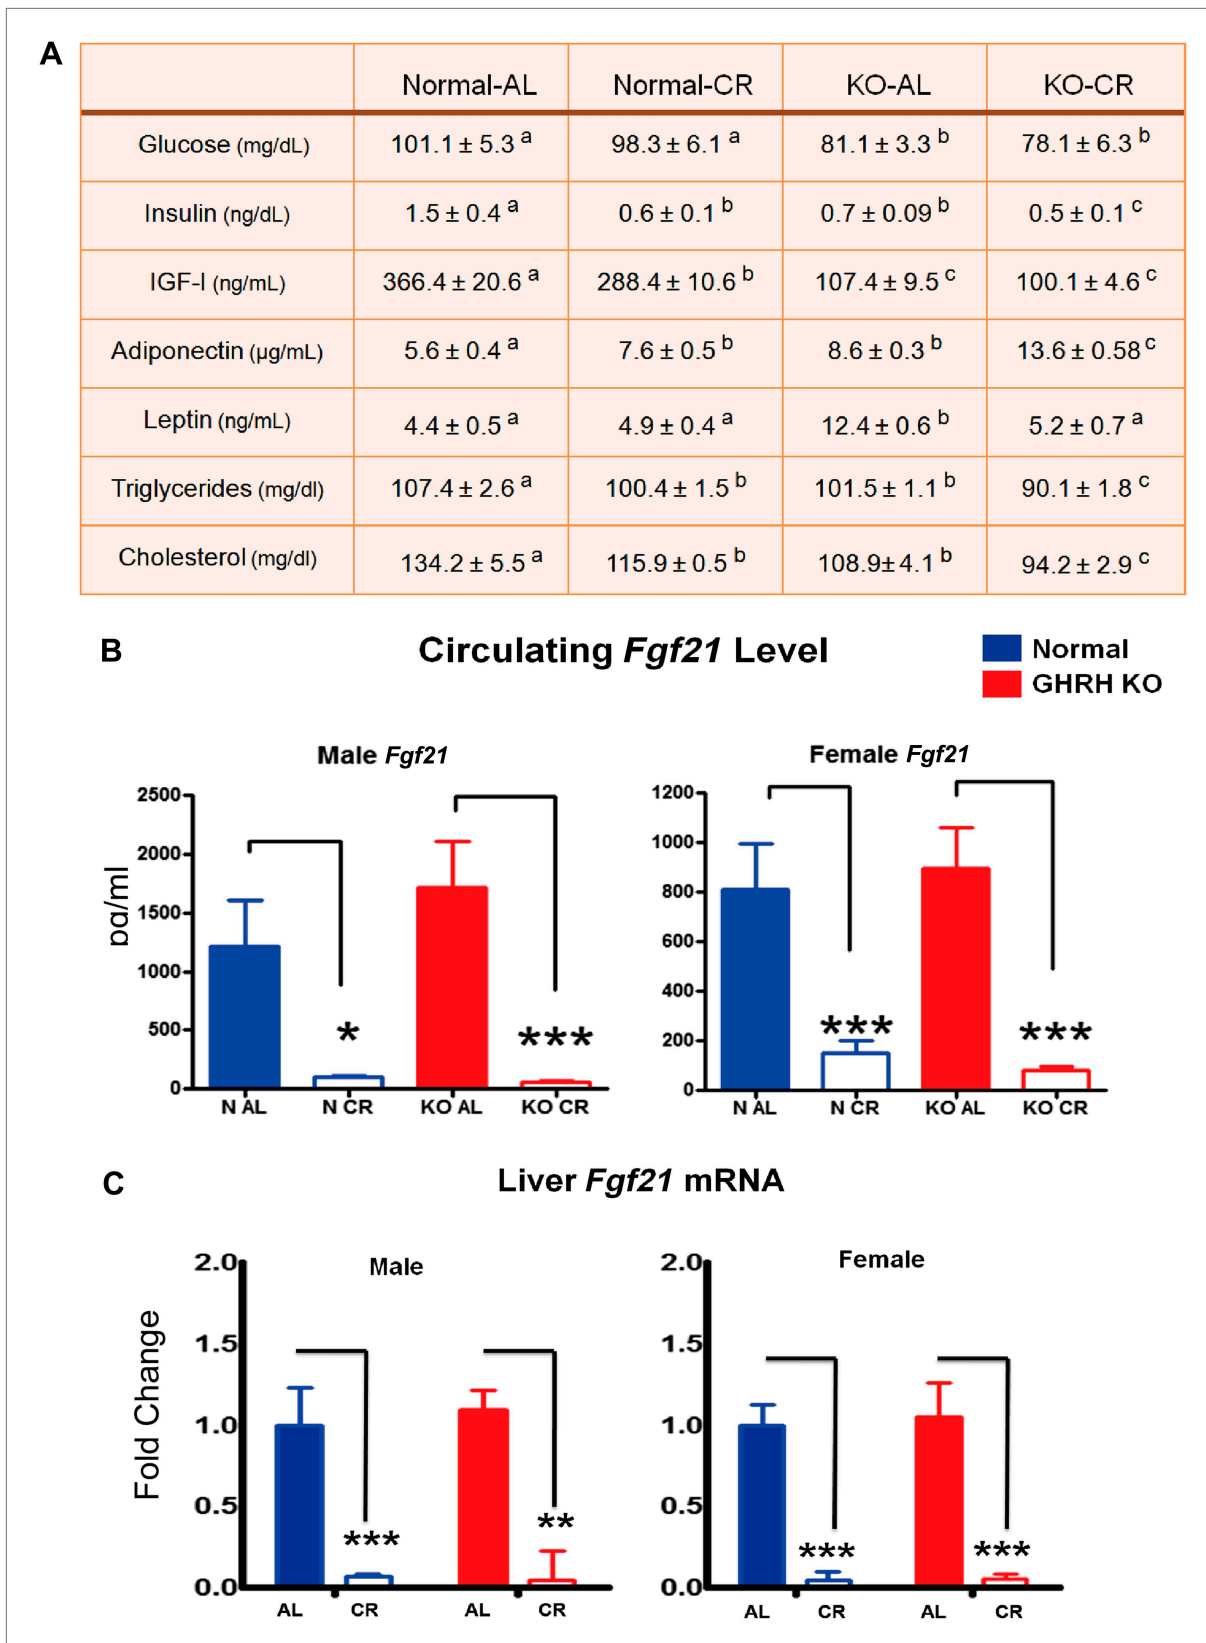 A
Normal-AL Normal-CR KO-AL KO-CR
Glucose (mg/dL) 101.1 ± 5.3 a 98.3 ± 6.1 a 81.1 ± 3.3 b 78.1 ± 6.3 b
Insulin (ng/dL) 1.5 ± 0.4 a 0.6 ± 0.1 b 0.7 ± 0.09 b 0.5 ± 0.1 c
IGF-I (ng/mL) 366.4 ± 20.6 a 288.4 ± 10.6 b 107.4 ± 9.5 c 100.1 ± 4.6 c
Adiponectin (µg/mL) 5.6 ± 0.4 a 7.6 ± 0.5 b 8.6 ± 0.3 b 13.6 ± 0.58 c
Leptin (ng/mL) 4.4 ± 0.5 a 4.9 ± 0.4 a 12.4 ± 0.6 b 5.2 ± 0.7 a
Triglycerides (mg/dl) 107.4 ± 2.6 a 100.4 ± 1.5 b 101.5 ± 1.1 b 90.1 ± 1.8 c
Cholesterol (mg/dl) 134.2 ± 5.5 a 115.9 ± 0.5 b 108.9± 4.1 b 94.2 ± 2.9 c
B
Circulating Fgf21 Level
Normal
GHRH KO
Male Fgf21
pg/ml
2500
2000
1500
1000
500
0
*
***
N AL N CR KO AL KO CR
Female Fgf21
1200
1000
800
600
400
200
0
***
***
N AL N CR KO AL KO CR
C
Liver Fgf21 mRNA
Male
Fold Change
2.0
1.5
1.0
0.5
0.0
***
**
AL CR AL CR
Female
2.0
1.5
1.0
0.5
0.0
***
***
AL CR AL CR